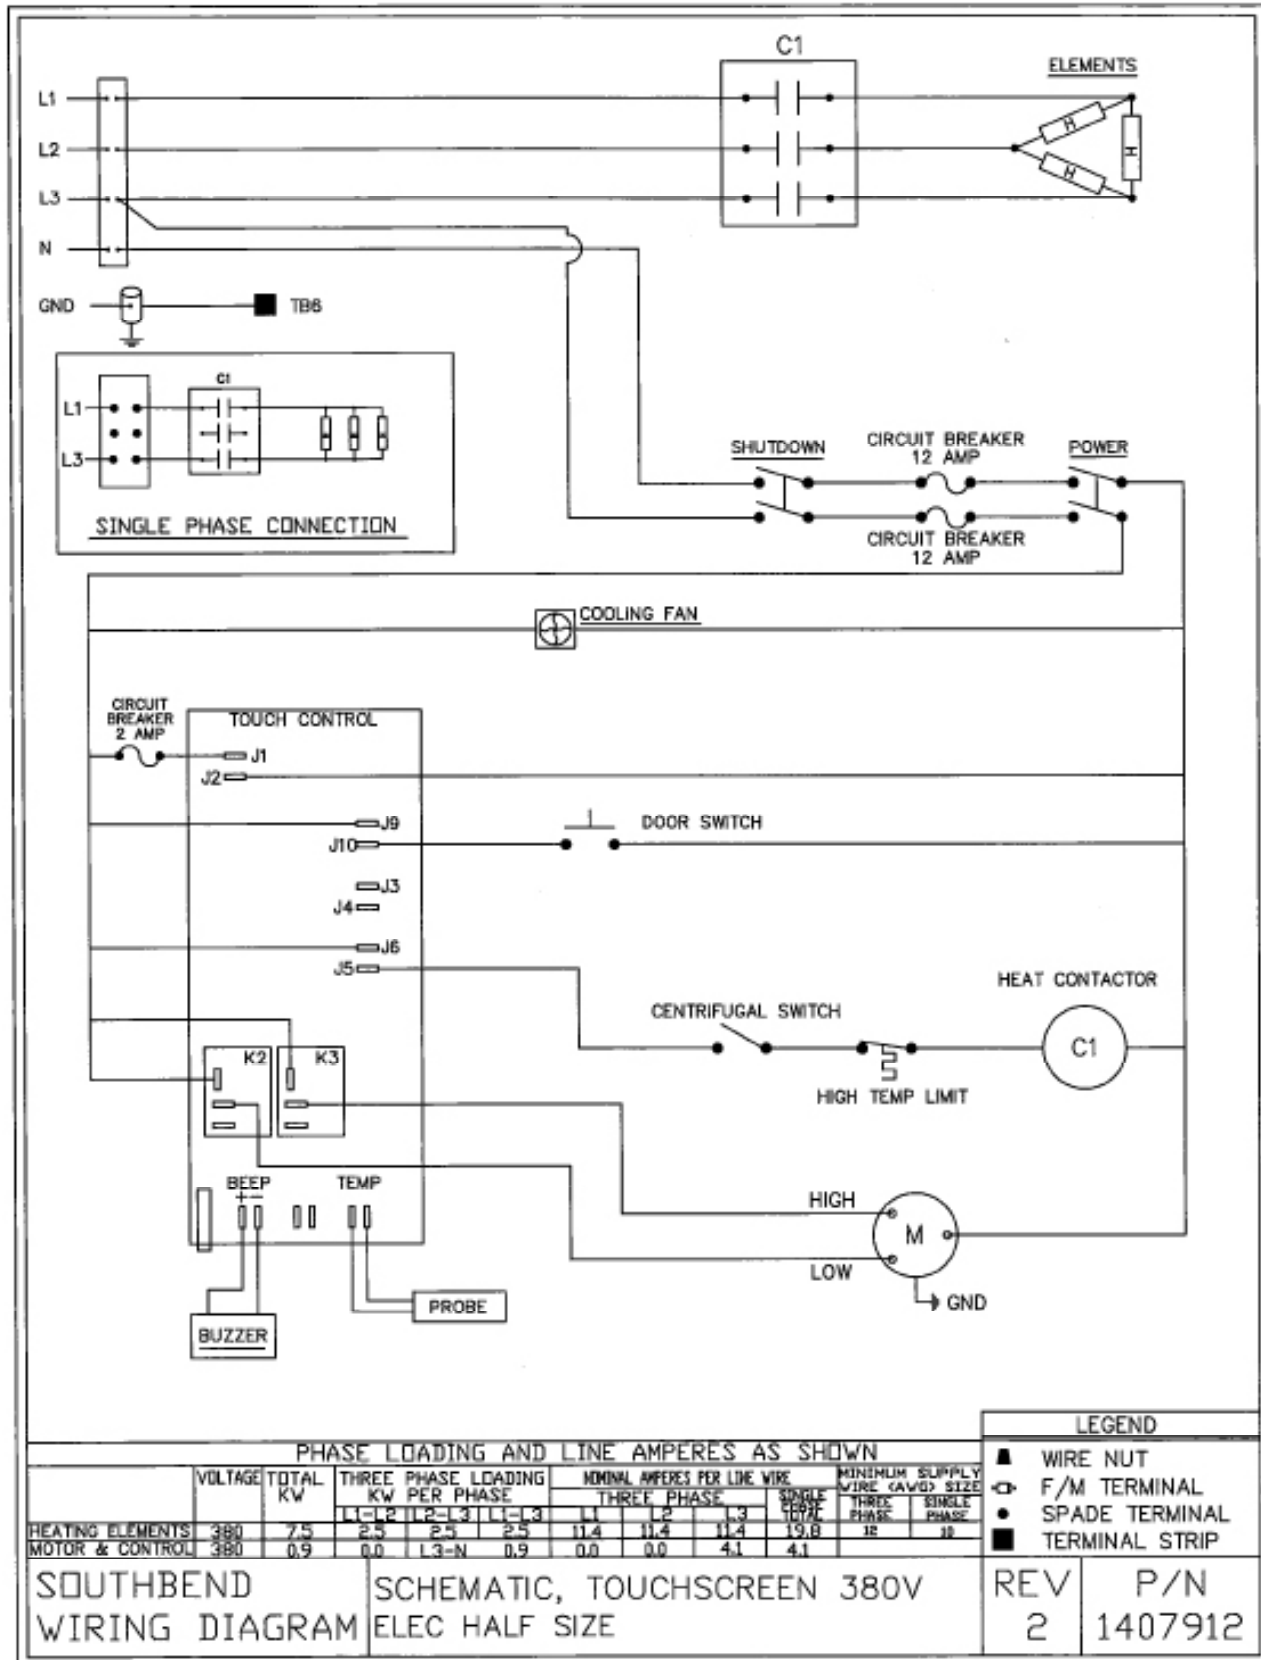 C1
ELEMENTS
L1
H
L2
H
H
L3
N
GND
TB6
C1
L1
L3
SINGLE PHASE CONNECTION
SHUTDOWN
CIRCUIT BREAKER
12 AMP
POWER
CIRCUIT BREAKER
12 AMP
COOLING FAN
CIRCUIT
BREAKER
2 AMP
TOUCH CONTROL
J1
J2
J9
J10
DOOR SWITCH
J3
J4
J6
J5
HEAT CONTACTOR
CENTRIFUGAL SWITCH
C1
K2
K3
HIGH TEMP LIMIT
BEEP
+ -
TEMP
HIGH
M
LOW
GND
PROBE
BUZZER
LEGEND
WIRE NUT
F/M TERMINAL
SPADE TERMINAL
TERMINAL STRIP
PHASE LOADING AND LINE AMPERES AS SHOWN
VOLTAGE TOTAL KW THREE PHASE LOADING KW PER PHASE NOMINAL AMPERES PER LINE WIRE MINIMUM SUPPLY WIRE (AWG) SIZE
THREE PHASE SINGLE PHASE TOTAL THREE PHASE SINGLE PHASE
L1-L2 L2-L3 L1-L3 L1 L2 L3
HEATING ELEMENTS 380 7.5 2.5 2.5 2.5 11.4 11.4 11.4 19.8 12 10
MOTOR & CONTROL 380 0.9 0.0 L3-N 0.9 0.0 0.0 4.1 4.1
SOUTHBEND
WIRING DIAGRAM
SCHEMATIC, TOUCHSCREEN 380V
ELEC HALF SIZE
REV
2
P/N
1407912